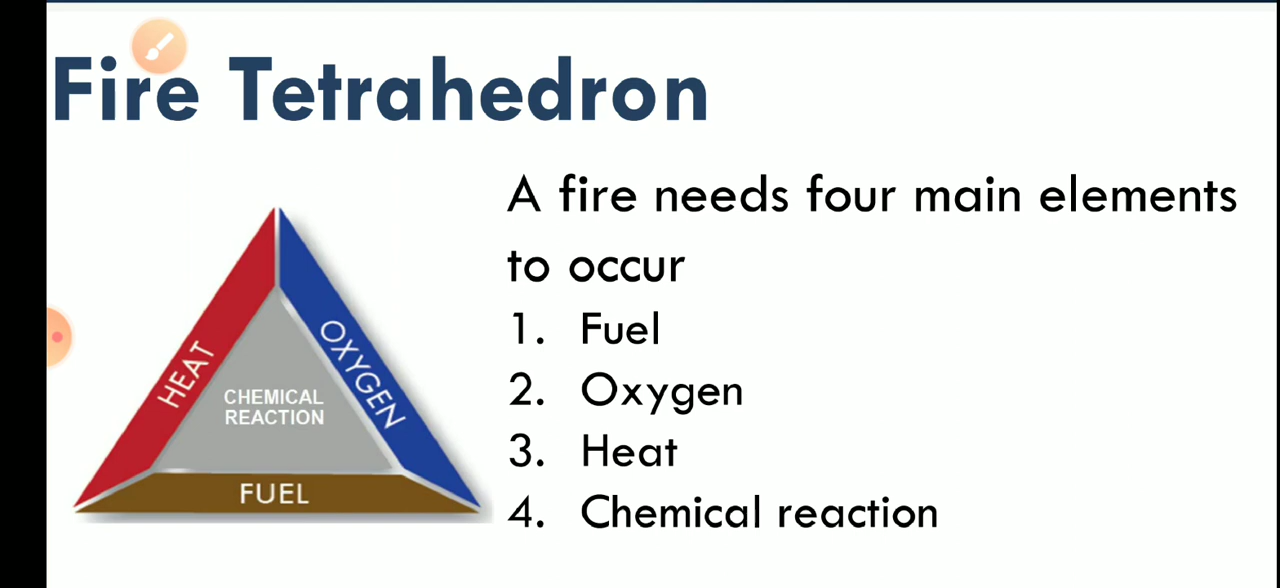 Fire Tetrahedron
A fire needs four main elements
to occur
1. Fuel
2. Oxygen
3. Heat
4. Chemical reaction
HEAT
OXYGEN
CHEMICAL
REACTION
FUEL